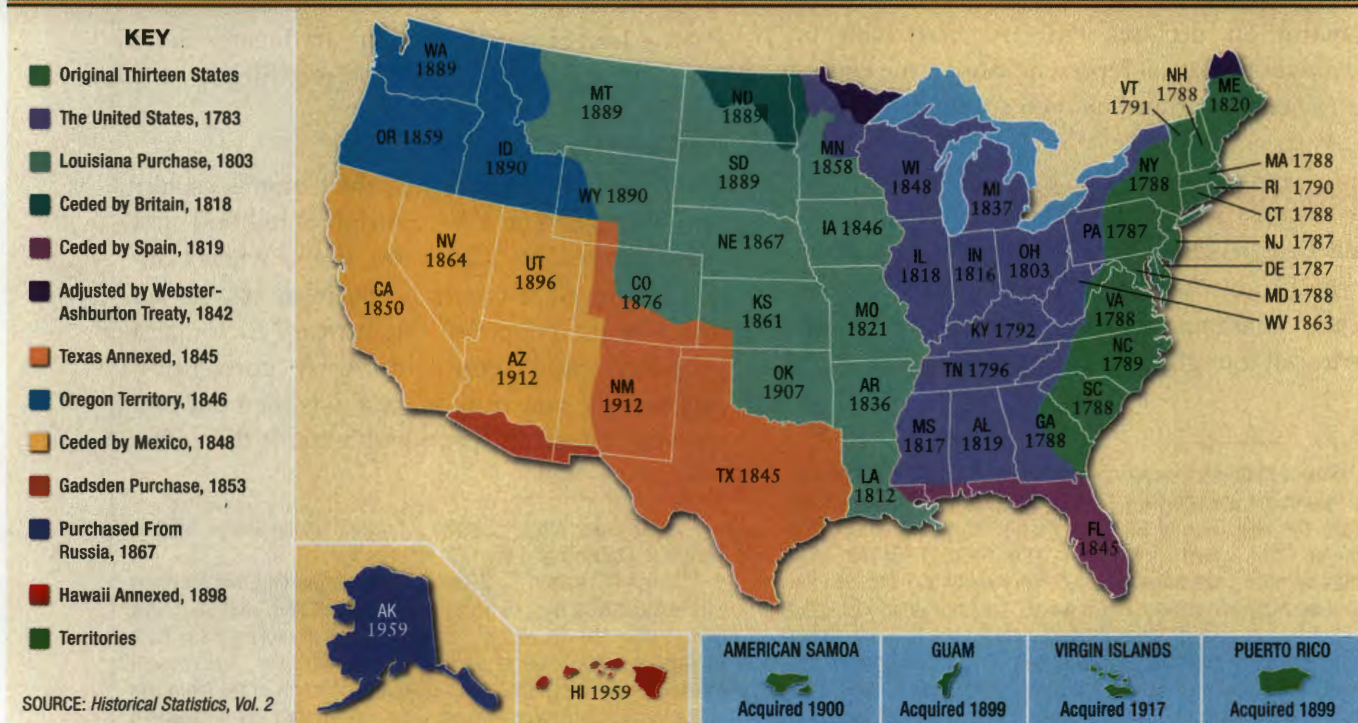 KEY
Original Thirteen States
The United States, 1783
Louisiana Purchase, 1803
Ceded by Britain, 1818
Ceded by Spain, 1819
Adjusted by Webster-
Ashburton Treaty, 1842
Texas Annexed, 1845
Oregon Territory, 1846
Ceded by Mexico, 1848
Gadsden Purchase, 1853
Purchased From
Russia, 1867
Hawaii Annexed, 1898
Territories
SOURCE: Historical Statistics, Vol. 2
WA
1889
OR 1859
ID
1890
MT
1889
WY 1890
ND
1889
SD
1889
NE 1867
MN
1858
IA 1846
WI
1848
MI
1837
IL
1818
IN
1816
OH
1803
PA 1787
NY
1788
VT
1791
NH
1788
ME
1820
MA 1788
RI 1790
CT 1788
NJ 1787
DE 1787
MD 1788
WV 1863
CA
1850
NV
1864
UT
1896
CO
1876
KS
1861
MO
1821
KY 1792
VA
1788
NC
1789
TN 1796
SC
1788
AZ
1912
NM
1912
OK
1907
AR
1836
MS
1817
AL
1819
GA
1788
TX 1845
LA
1812
FL
1845
AK
1959
HI 1959
AMERICAN SAMOA
Acquired 1900
GUAM
Acquired 1899
VIRGIN ISLANDS
Acquired 1917
PUERTO RICO
Acquired 1899